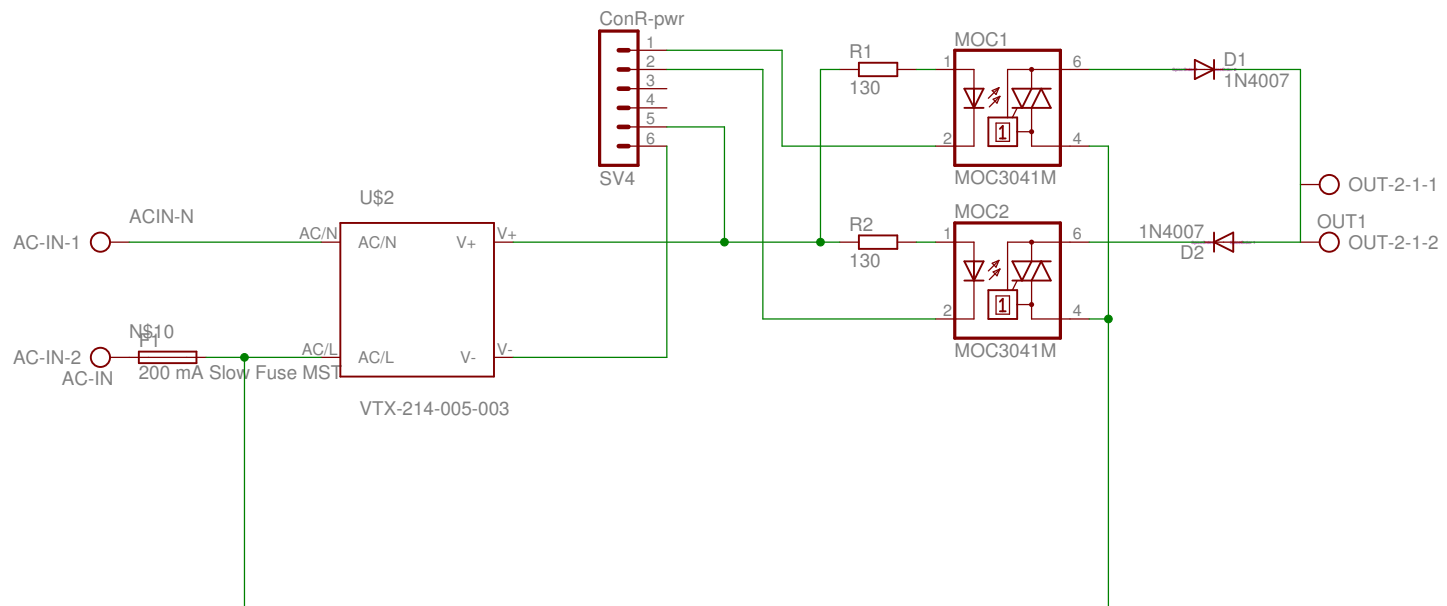 ConR-pwr
1
2
3
4
5
6
SV4
R1
130
MOC1
1
2
6
4
1
MOC3041M
D1
1N4007
OUT-2-1-1
OUT1
OUT-2-1-2
ACIN-N
AC-IN-1
U$2
AC/N
AC/N
V+
V+
AC/L
AC/L
V-
V-
VTX-214-005-003
N$10
F1
AC-IN-2
AC-IN
200 mA Slow Fuse MST
R2
130
MOC2
1
2
6
4
1
MOC3041M
1N4007
D2